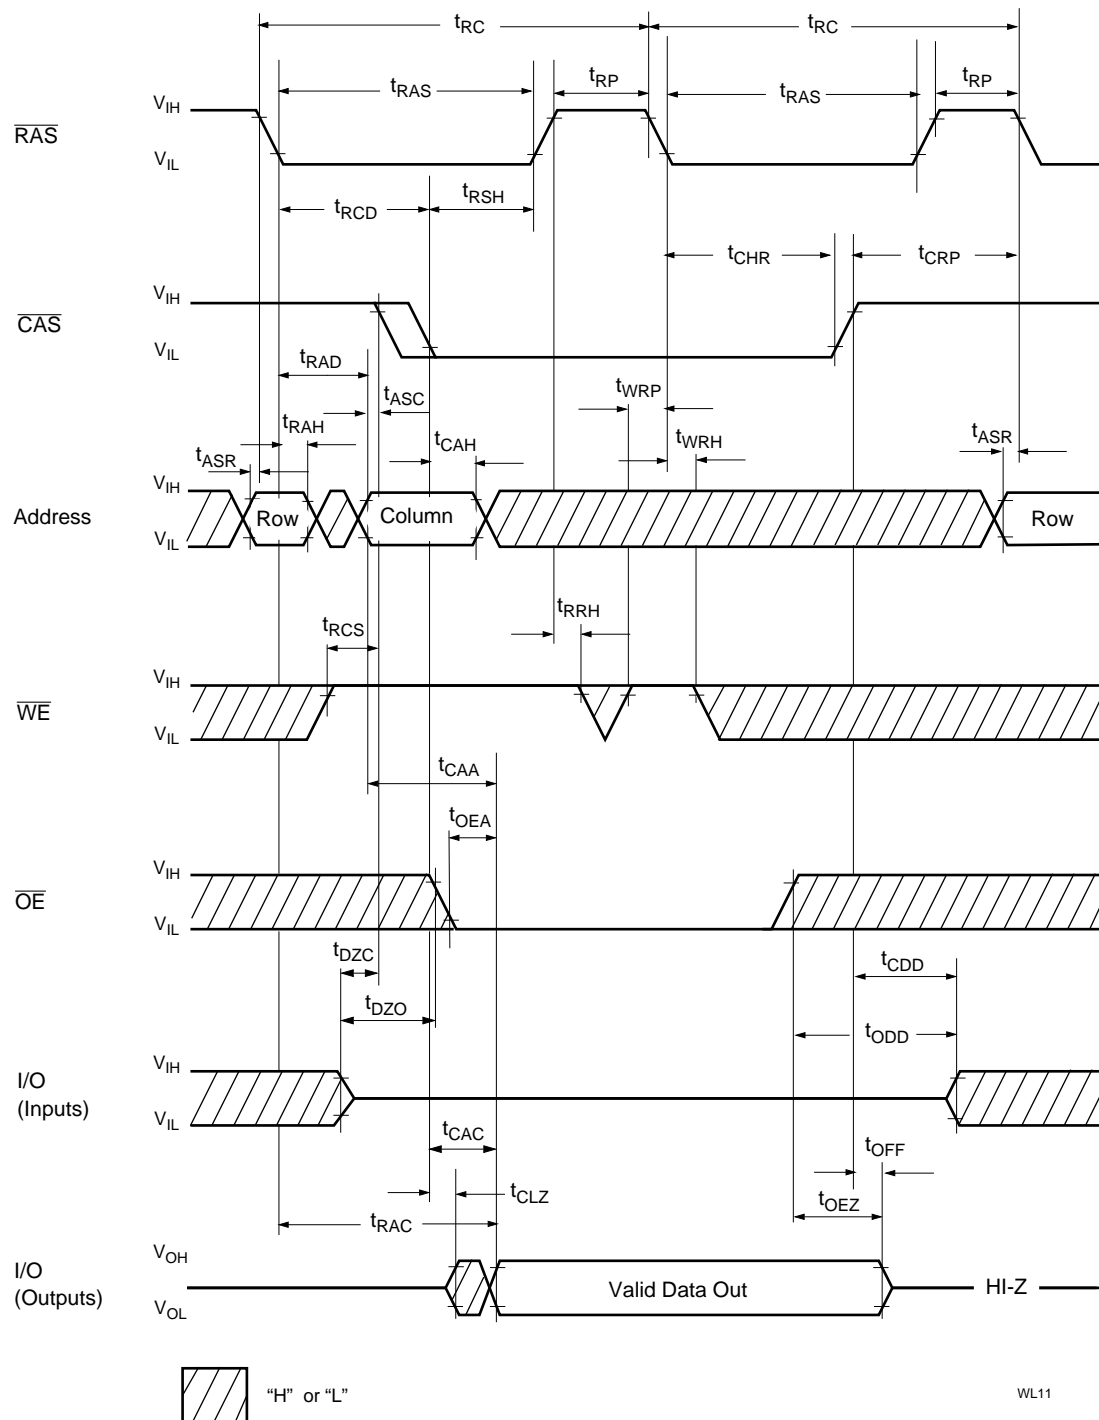 tRC tRC
tRAS tRP tRAS tRP
VIH
RAS
VIL
tRCD tRSH
tCHR tCRP
VIH
CAS
VIL
tRAD
tASC tWRP
tRAH tCAH tWRH
tASR tASR
VIH
Address Row Column Row
VIL
tRRH
tRCS
VIH
WE
VIL
tCAA
tOEA
VIH
OE
VIL
tDZC tCDD
tDZO tODD
VIH
I/O
(Inputs)
VIL
tCAC tOFF
tCLZ tOEZ
tRAC
VOH
I/O
(Outputs) Valid Data Out HI-Z
VOL
“H” or “L”
WL11